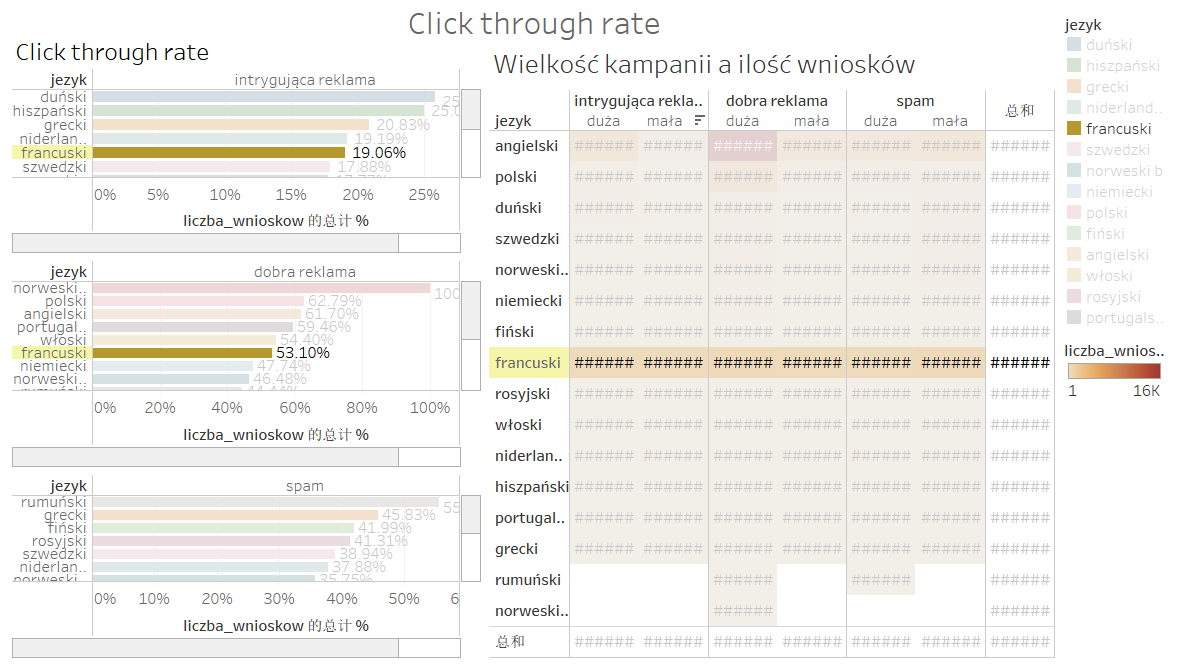 Click through rate
Click through rate
jezyk intrygująca reklama
duński 25
hiszpański 25.0
grecki 20.83%
niderlan.. 19.19%
francuski 19.06%
szwedzki 17.88%
0% 5% 10% 15% 20% 25%
liczba_wnioskow 的总计 %
jezyk dobra reklama
norweski.. 100
polski 62.79%
angielski 61.70%
portugal.. 59.46%
włoski 54.40%
francuski 53.10%
niemiecki 47.74%
norweski.. 46.48%
0% 20% 40% 60% 80% 100%
liczba_wnioskow 的总计 %
jezyk spam
rumuński 55
grecki 45.83%
fiński 41.99%
rosyjski 41.31%
szwedzki 38.94%
niderlan.. 37.88%
norweski.. 35.75%
0% 10% 20% 30% 40% 50% 6
liczba_wnioskow 的总计 %
Wielkość kampanii a ilość wniosków
intrygująca rekla.. dobra reklama spam
jezyk duża mała duża mała duża mała 总和
angielski ###### ###### ###### ###### ###### ###### ######
polski ###### ###### ###### ###### ###### ###### ######
duński ###### ###### ###### ###### ###### ###### ######
szwedzki ###### ###### ###### ###### ###### ###### ######
norweski.. ###### ###### ###### ###### ###### ###### ######
niemiecki ###### ###### ###### ###### ###### ###### ######
fiński ###### ###### ###### ###### ###### ###### ######
francuski ###### ###### ###### ###### ###### ###### ######
rosyjski ###### ###### ###### ###### ###### ###### ######
włoski ###### ###### ###### ###### ###### ###### ######
niderlan.. ###### ###### ###### ###### ###### ###### ######
hiszpański ###### ###### ###### ###### ###### ###### ######
portugal.. ###### ###### ###### ###### ###### ###### ######
grecki ###### ###### ###### ###### ###### ###### ######
rumuński ###### ###### ######
norweski.. ###### ######
总和 ###### ###### ###### ###### ###### ###### ######
jezyk
duński
hiszpański
grecki
niderland..
francuski
szwedzki
norweski b
niemiecki
polski
fiński
angielski
włoski
rosyjski
portugals..
liczba_wnios..
1 16K